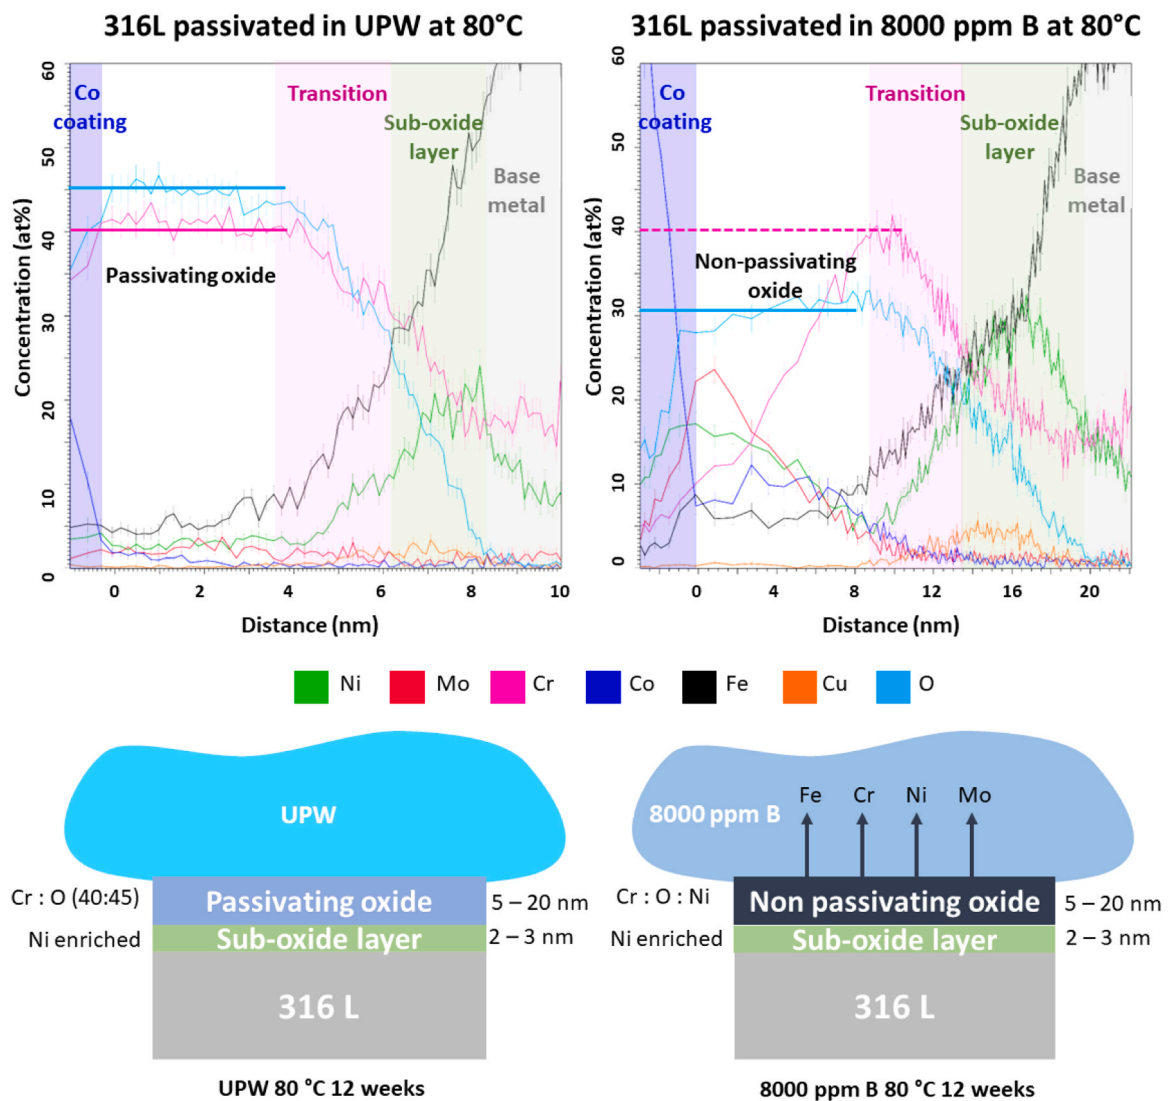 316L passivated in UPW at 80°C
316L passivated in 8000 ppm B at 80°C
Concentration (at%)
60
50
40
30
20
10
0
Co
coating
Transition
Sub-oxide
layer
Base
metal
Passivating oxide
0
2
4
6
8
10
Distance (nm)
Concentration (at%)
60
50
40
30
20
10
0
Co
coating
Transition
Sub-oxide
layer
Base
metal
Non-passivating
oxide
0
4
8
12
16
20
Distance (nm)
Ni Mo Cr Co Fe Cu O
UPW
Cr : O (40:45)
Passivating oxide
5 – 20 nm
Ni enriched
Sub-oxide layer
2 – 3 nm
316 L
UPW 80 °C 12 weeks
Fe Cr Ni Mo
8000 ppm B
Cr : O : Ni
Non passivating oxide
5 – 20 nm
Ni enriched
Sub-oxide layer
2 – 3 nm
316 L
8000 ppm B 80 °C 12 weeks